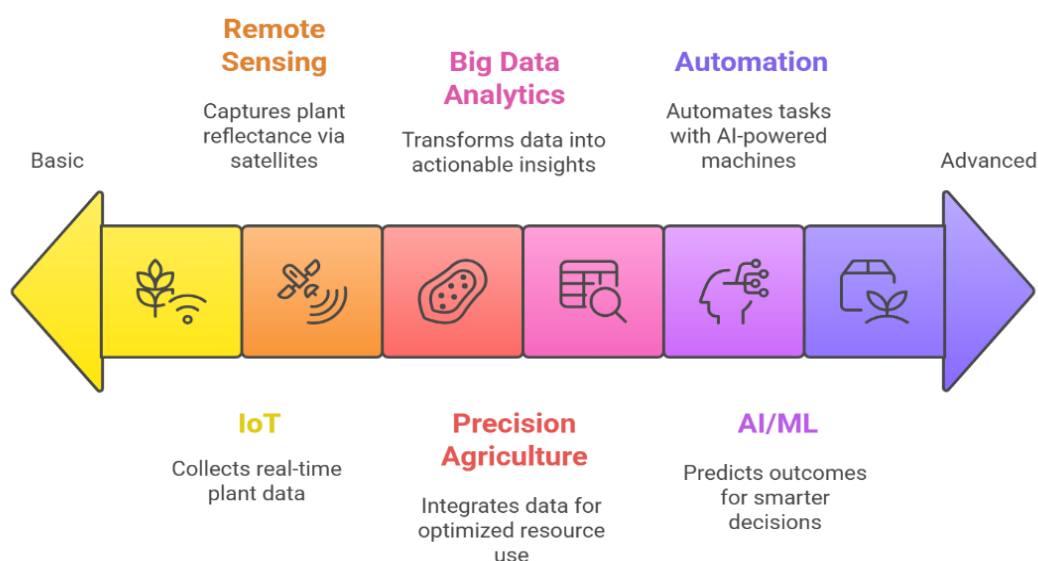 Remote
Sensing
Captures plant
reflectance via
satellites
Big Data
Analytics
Transforms data into
actionable insights
Automation
Automates tasks
with AI-powered
machines
Basic
Advanced
IoT
Collects real-time
plant data
Precision
Agriculture
Integrates data for
optimized resource
use
AI/ML
Predicts outcomes
for smarter
decisions